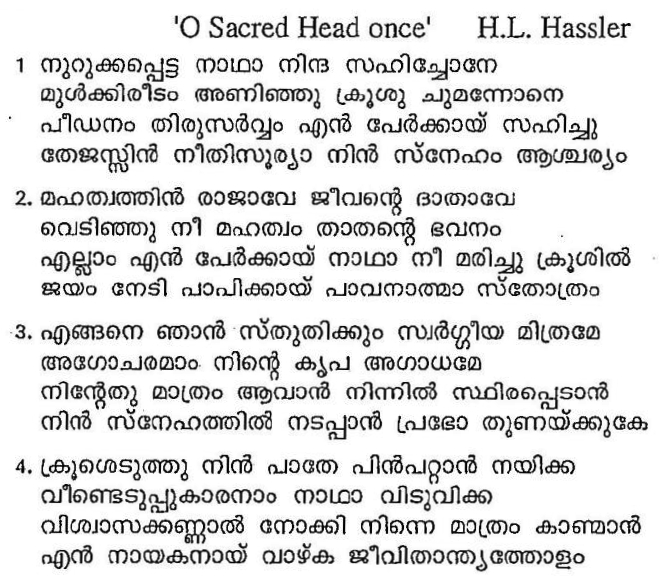 'O Sacred Head once' H.L. Hassler
1 നുറുക്കപ്പെട്ട നാഥാ നിന്ദ സഹിച്ചോനേ
മുൾക്കിരീടം അണിഞ്ഞു ക്രൂശു ചുമന്നോനെ
പീഡനം തിരുസർവ്വം എൻ പേർക്കായ് സഹിച്ചു
തേജസ്സിൻ നീതിസൂര്യാ നിൻ സ്നേഹം ആശ്ചര്യം
2. മഹത്വത്തിൻ രാജാവേ ജീവന്റെ ദാതാവേ
വെടിഞ്ഞു നീ മഹത്വം താതന്റെ ഭവനം
എല്ലാം എൻ പേർക്കായ് നാഥാ നീ മരിച്ചു ക്രൂശിൽ
ജയം നേടി പാപിക്കായ് പാവനാത്മാ സ്തോത്രം
3. എങ്ങനെ ഞാൻ സ്തുതിക്കും സ്വർഗ്ഗീയ മിത്രമേ
അഗോചരമാം നിന്റെ കൃപ അഗാധമേ
നിന്റേതു മാത്രം ആവാൻ നിന്നിൽ സ്ഥിരപ്പെടാൻ
നിൻ സ്നേഹത്തിൽ നടപ്പാൻ പ്രഭോ തുണയ്ക്കുകേ
4. ക്രൂശെടുത്തു നിൻ പാതേ പിൻപറ്റാൻ നയിക്ക
വീണ്ടെടുപ്പുകാരനാം നാഥാ വിടുവിക്ക
വിശ്വാസക്കണ്ണാൽ നോക്കി നിന്നെ മാത്രം കാണ്മാൻ
എൻ നായകനായ് വാഴ്ക ജീവിതാന്ത്യത്തോളം